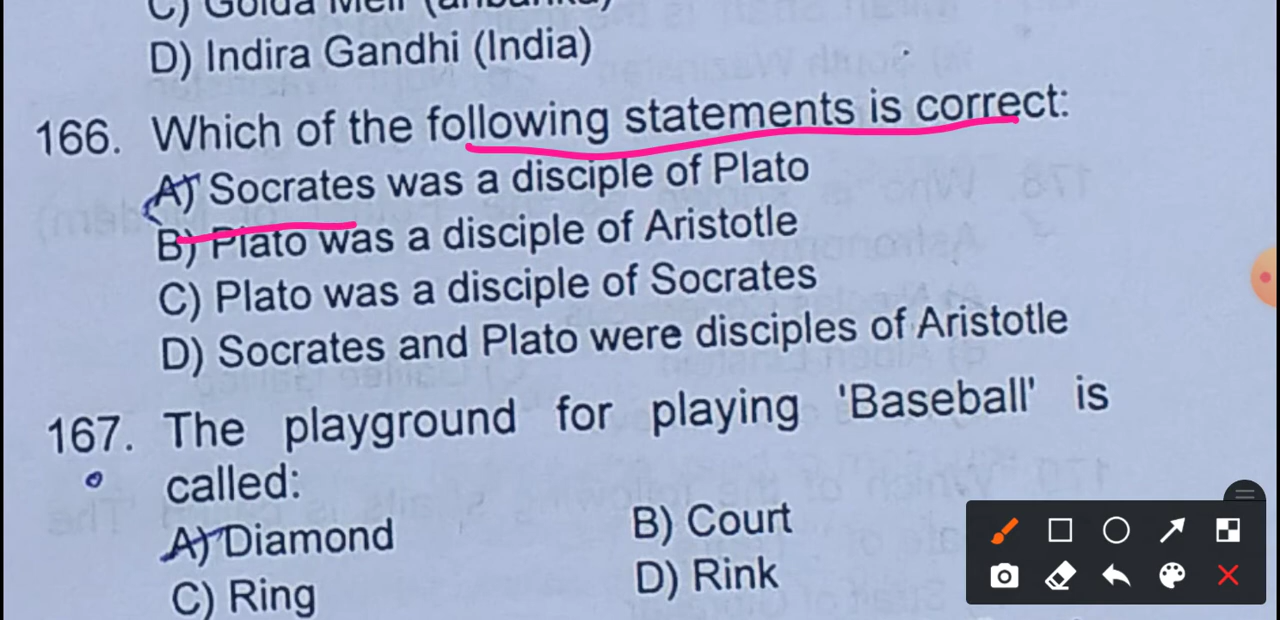 C) Golda Meir
D) Indira Gandhi (India)
166. Which of the following statements is correct:
A) Socrates was a disciple of Plato
B) Plato was a disciple of Aristotle
C) Plato was a disciple of Socrates
D) Socrates and Plato were disciples of Aristotle
167. The playground for playing 'Baseball' is
called:
A) Diamond B) Court
C) Ring D) Rink